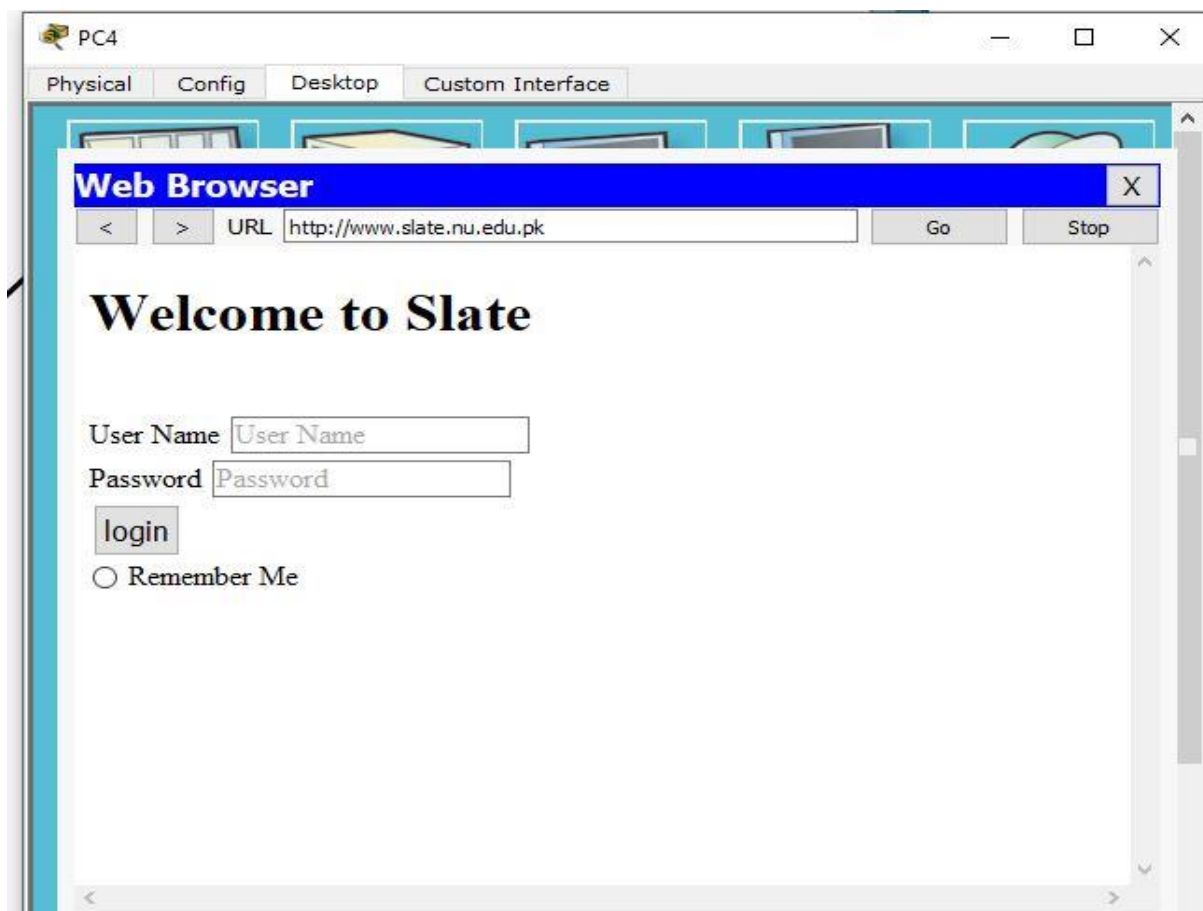 PC4
Physical Config Desktop Custom Interface
Web Browser X
< > URL http://www.slate.nu.edu.pk Go Stop
Welcome to Slate
User Name User Name
Password Password
login
Remember Me